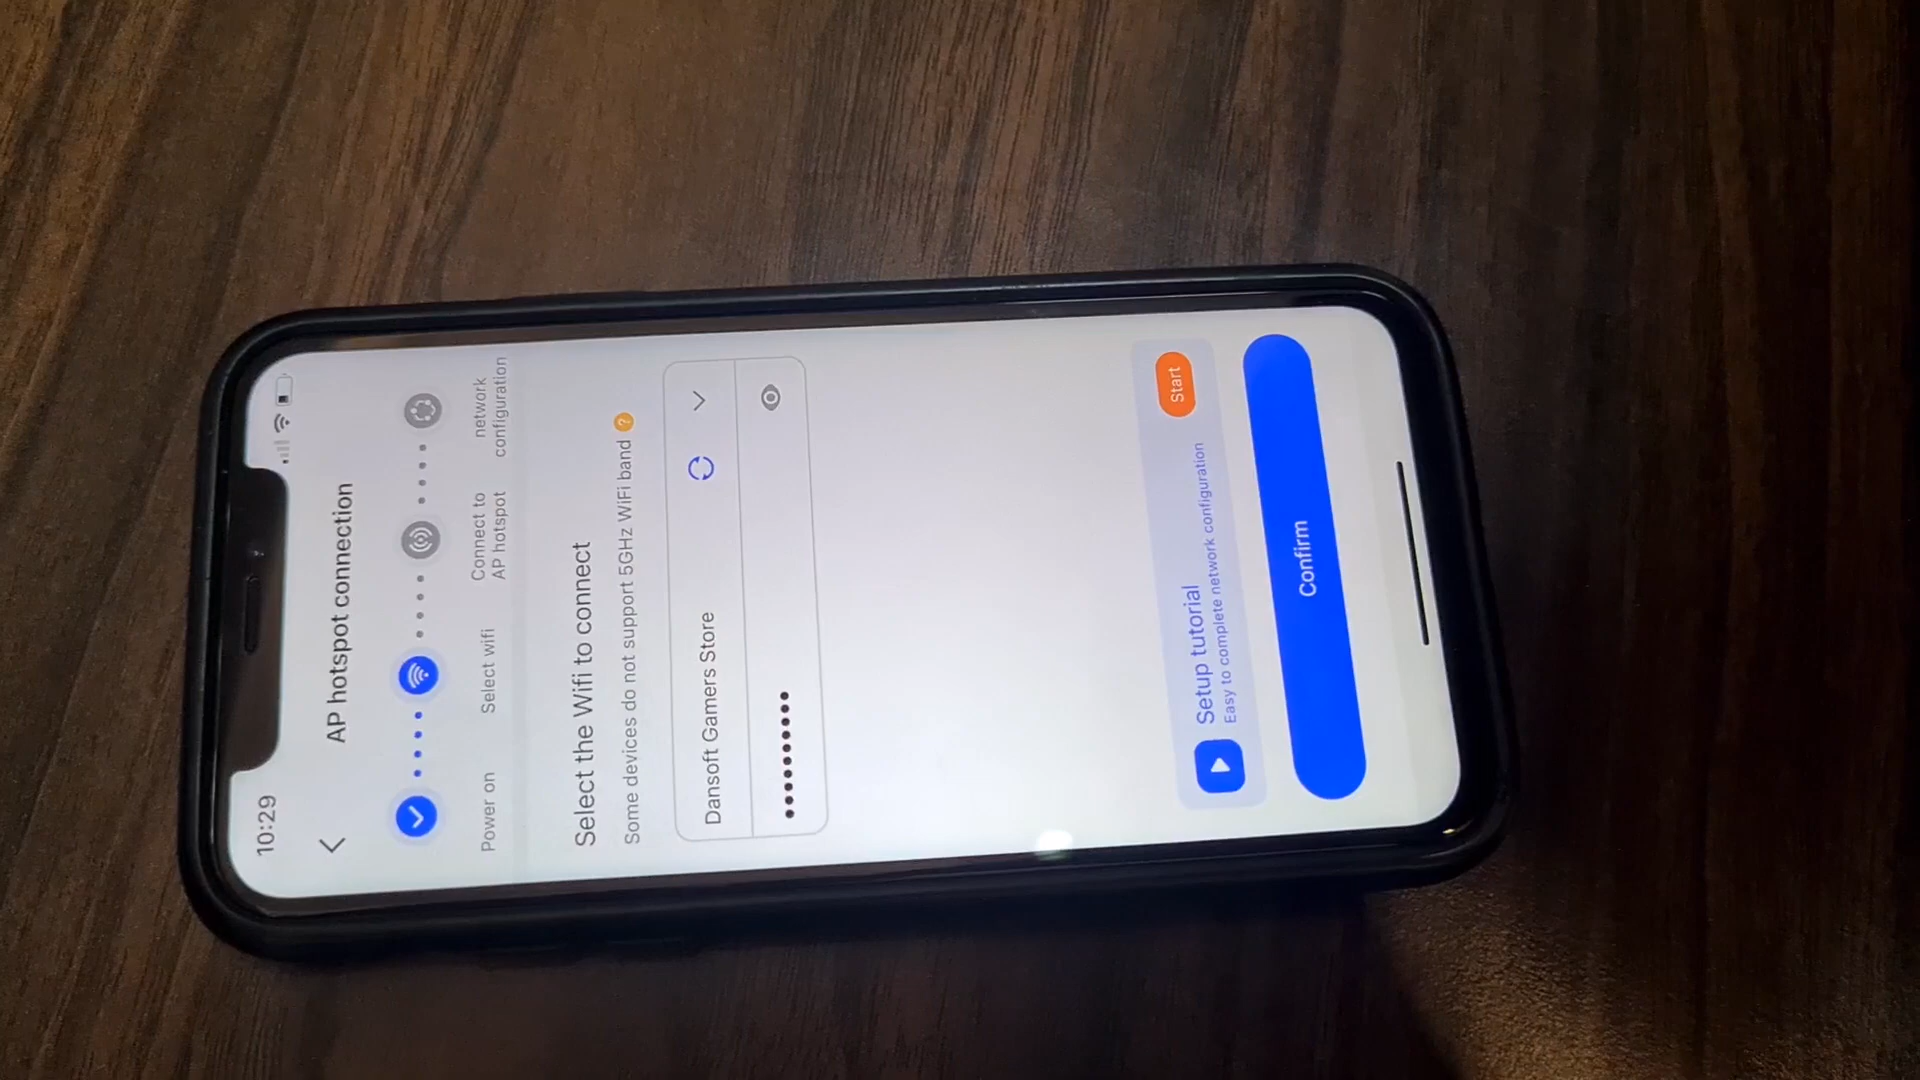 10:29
AP hotspot connection
Power on
Select wifi
Connect to
AP hotspot
network
configuration
Select the Wifi to connect
Some devices do not support 5GHz WiFi band ?
Dansoft Gamers Store
••••••••••
Setup tutorial
Easy to complete network configuration
Start
Confirm